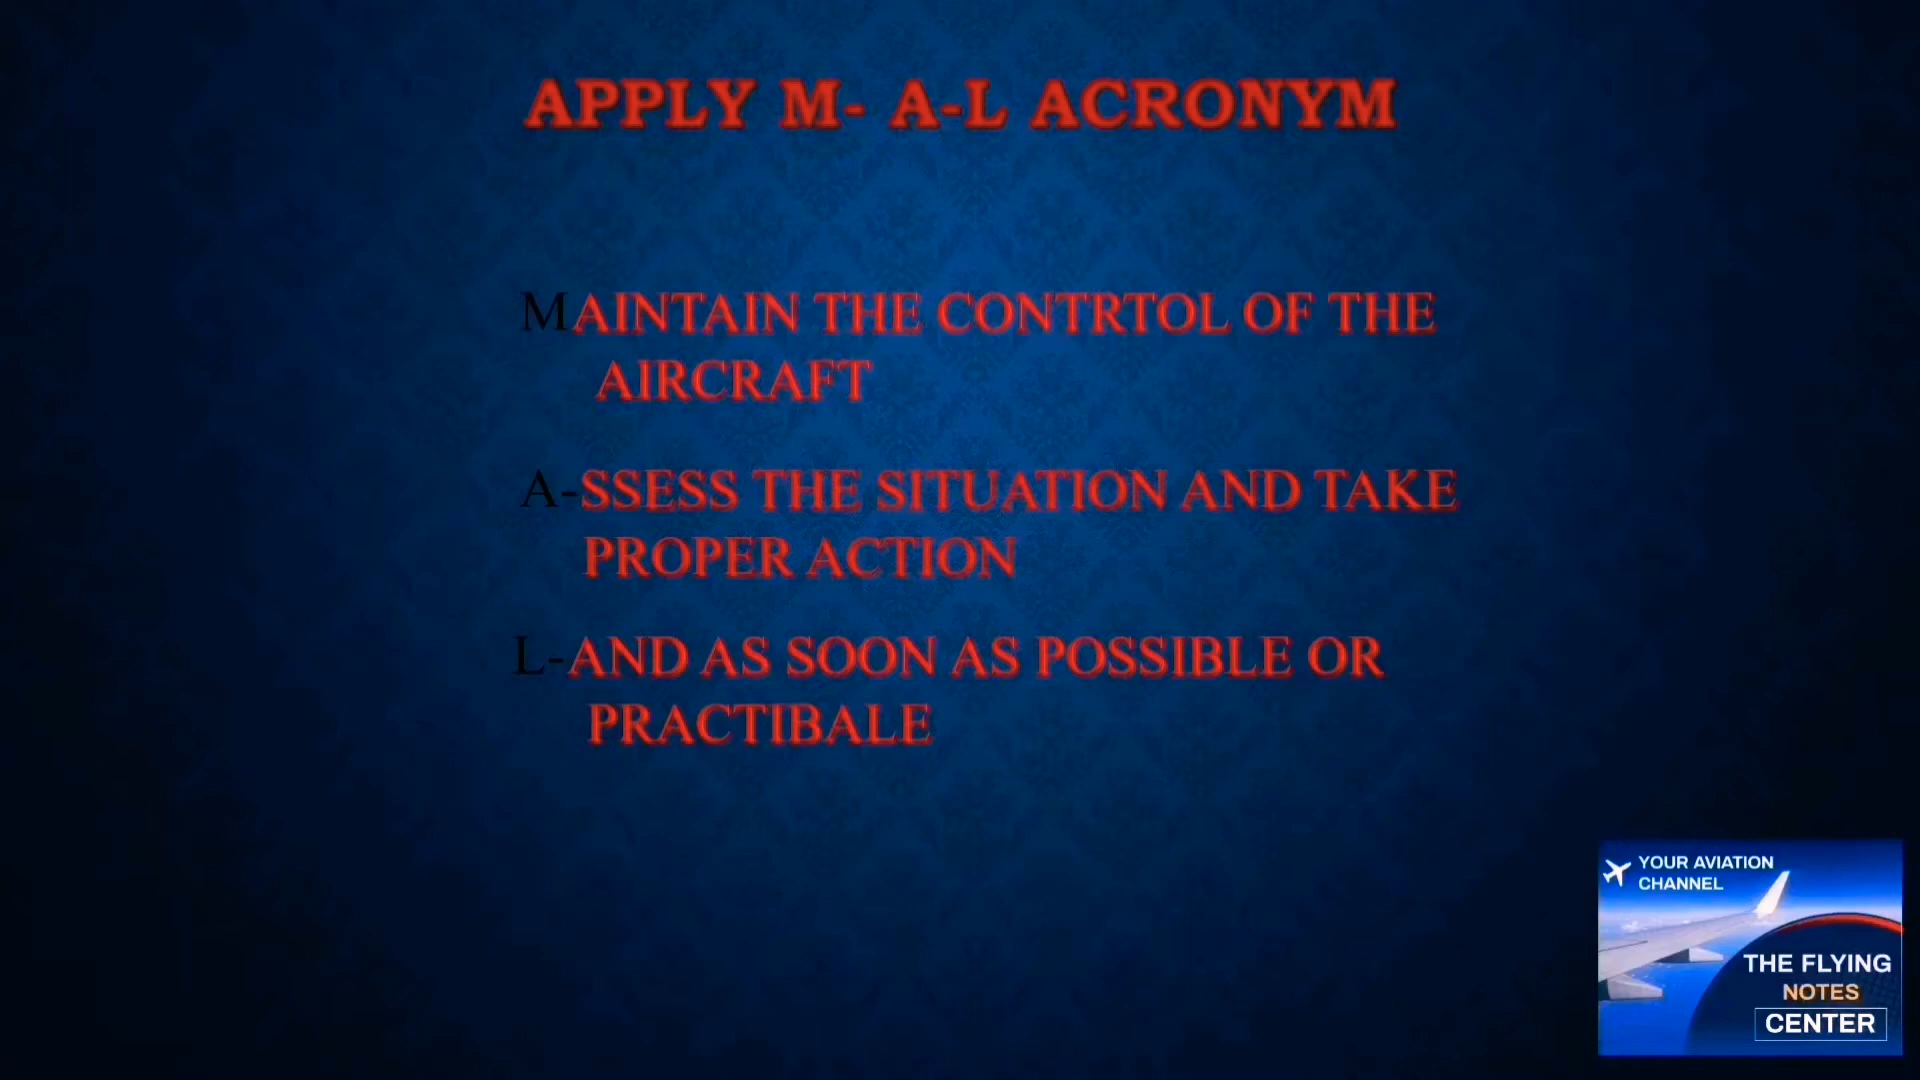 APPLY M- A-L ACRONYM
MAINTAIN THE CONTRTOL OF THE
AIRCRAFT
A-SSESS THE SITUATION AND TAKE
PROPER ACTION
L-AND AS SOON AS POSSIBLE OR
PRACTIBALE
YOUR AVIATION
CHANNEL
THE FLYING
NOTES
CENTER